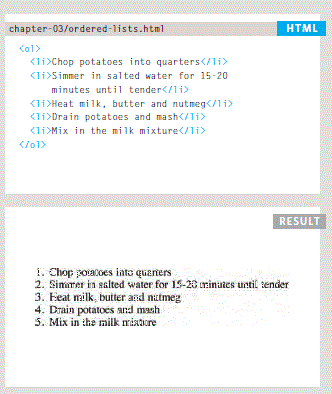 chapter-03/ordered-lists.html HTML
<ol>
<li>Chop potatoes into quarters</li>
<li>Simmer in salted water for 15-20
minutes until tender</li>
<li>Heat milk, butter and nutmeg</li>
<li>Drain potatoes and mash</li>
<li>Mix in the milk mixture</li>
</ol>
RESULT
1. Chop potatoes into quarters
2. Simmer in salted water for 15-20 minutes until tender
3. Heat milk, butter and nutmeg
4. Drain potatoes and mash
5. Mix in the milk mixture